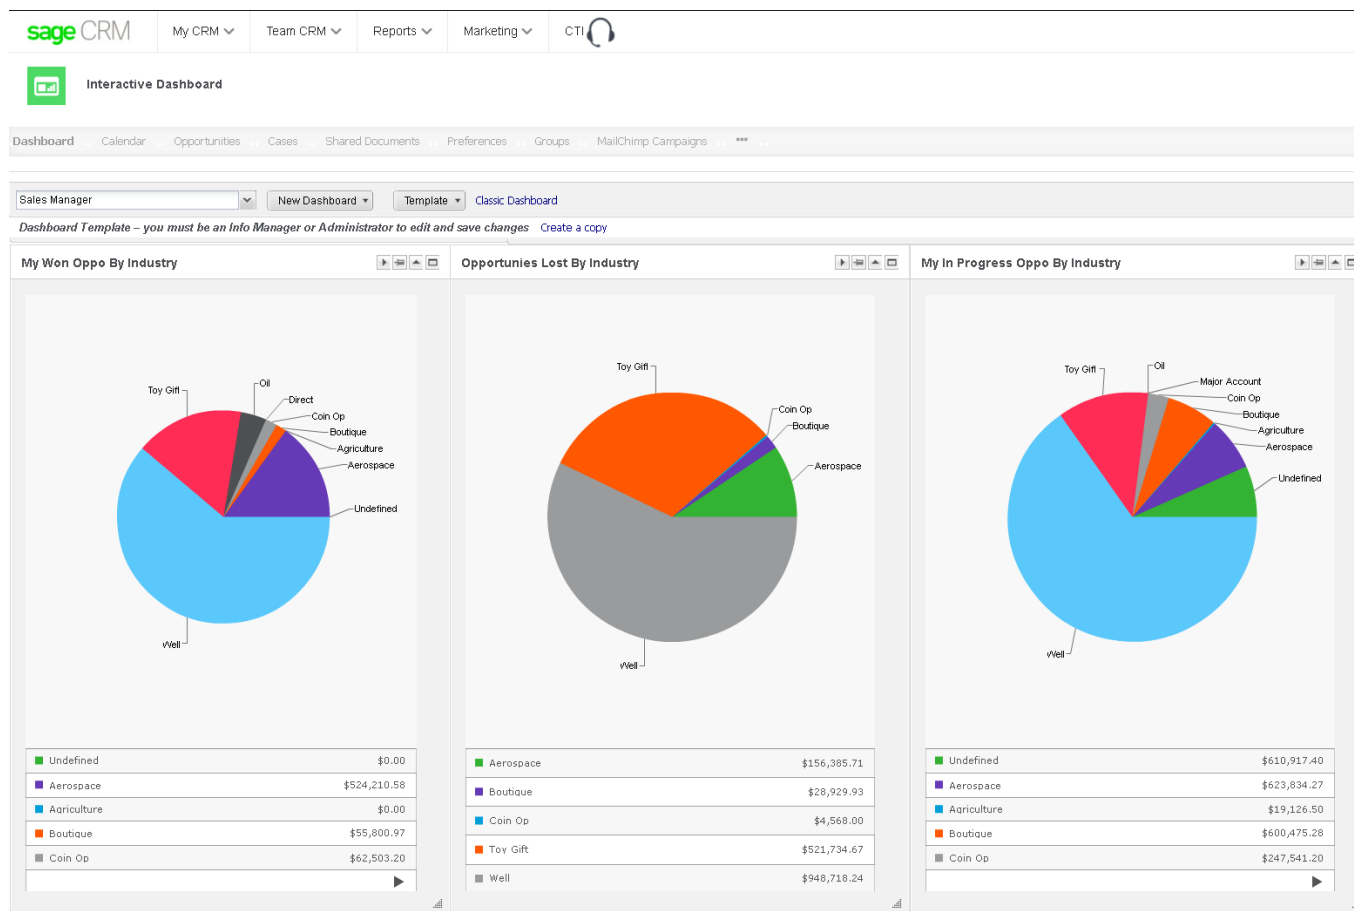 sage CRM
My CRM
Team CRM
Reports
Marketing
CTI
Interactive Dashboard
Dashboard
Calendar
Opportunities
Cases
Shared Documents
Preferences
Groups
MailChimp Campaigns
•••
Sales Manager
New Dashboard
Template
Classic Dashboard
Dashboard Template – you must be an Info Manager or Administrator to edit and save changes
Create a copy
My Won Oppo By Industry
Toy Gift
Oil
Direct
Coin Op
Boutique
Agriculture
Aerospace
Undefined
Well
Undefined $0.00
Aerospace $524,210.58
Agriculture $0.00
Boutique $55,800.97
Coin Op $62,503.20
Opportunies Lost By Industry
Toy Gift
Coin Op
Boutique
Aerospace
Well
Aerospace $156,385.71
Boutique $28,929.93
Coin Op $4,568.00
Toy Gift $521,734.67
Well $948,718.24
My In Progress Oppo By Industry
Toy Gift
Oil
Major Account
Coin Op
Boutique
Agriculture
Aerospace
Undefined
Well
Undefined $610,917.40
Aerospace $623,834.27
Agriculture $19,126.50
Boutique $600,475.28
Coin Op $247,541.20